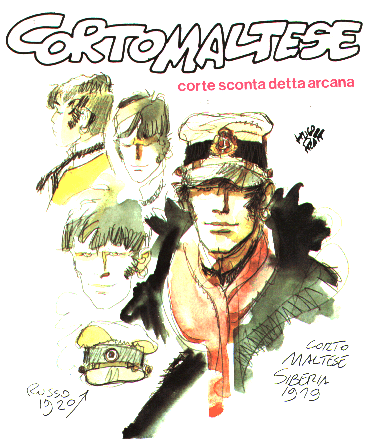 CORTO MALTESE
corte sconta detta arcana
HUGO
PRATT
CORTO
MALTESE
SIBERIA
1919
RUSSO
1920